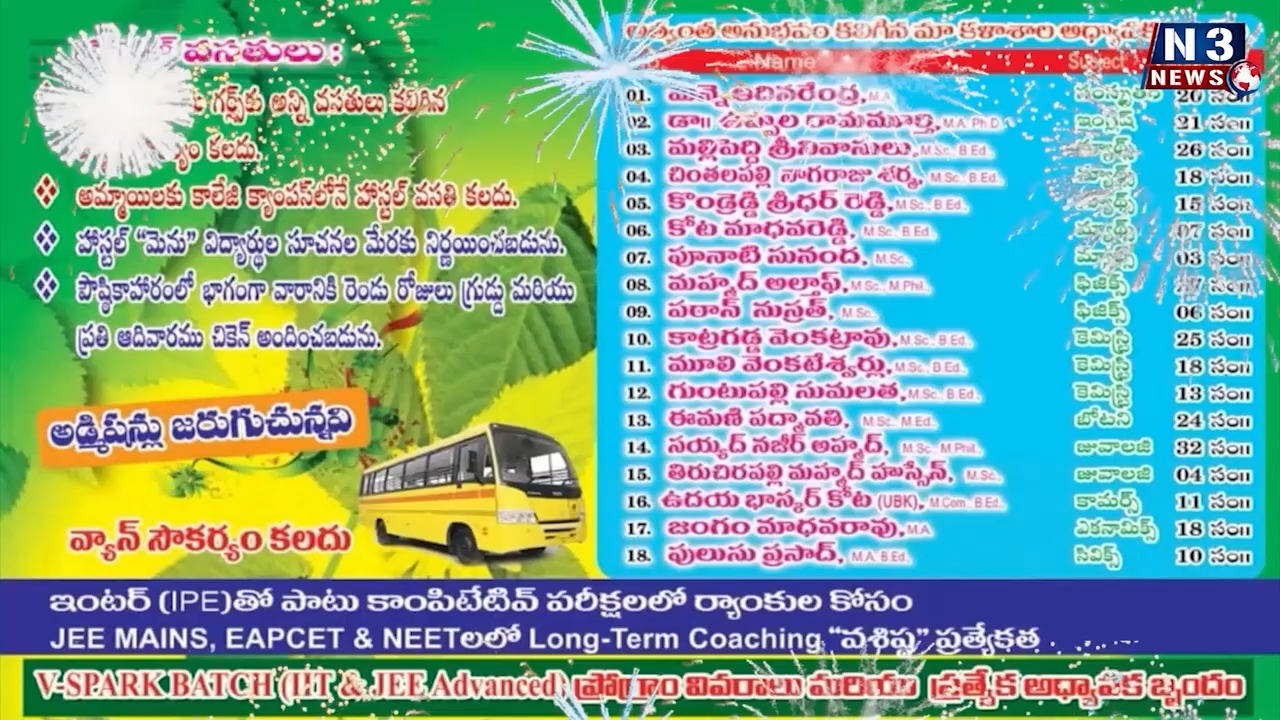 వసతులు :
గర్ల్స్‌కు అన్ని వసతులు కలిగిన
కలదు.
❖ అమ్మాయిలకు కాలేజి క్యాంపస్‌లోనే హాస్టల్ వసతి కలదు.
❖ హాస్టల్ “మెను” విద్యార్థుల సూచనల మేరకు నిర్ణయించబడును.
❖ పౌష్ఠికాహారంలో భాగంగా వారానికి రెండు రోజులు గ్రుడ్డు మరియు
ప్రతి ఆదివారము చికెన్ అందించబడును.
అడ్మిషన్లు జరుగుచున్నవి
వ్యాన్ సౌకర్యం కలదు
అత్యంత అనుభవం కలిగిన మా కళాశాల అధ్యాపక
Name Subject
01. మన్నె ఆదినరేంద్ర, M.A. సంస్కృతం 20 సం॥
02. డా॥ ఉప్పుల రామమూర్తి, M.A. Ph.D. ఇంగ్లీష్ 21 సం॥
03. మల్లిపెద్ది శ్రీనివాసులు, M.Sc., B.Ed. 26 సం॥
04. చింతలపల్లి నాగరాజు శర్మ, M.Sc., B.Ed. 18 సం॥
05. కొండ్రెడ్డి శ్రీధర్ రెడ్డి, M.Sc., B.Ed. 15 సం॥
06. కోట మాధవరెడ్డి, M.Sc., B.Ed. 07 సం॥
07. పూనాటి సునంద, M.Sc. 03 సం॥
08. మహ్మద్ అల్తాఫ్, M.Sc., M.Phil., ఫిజిక్స్ సం॥
09. పఠాన్ నుస్రత్, M.Sc. ఫిజిక్స్ 06 సం॥
10. కాట్రగడ్డ వెంకట్రావు, M.Sc., B.Ed. కెమిస్ట్రీ 25 సం॥
11. మూలి వెంకటేశ్వర్లు, M.Sc., B.Ed. కెమిస్ట్రీ 18 సం॥
12. గుంటుపల్లి సుమలత, M.Sc., B.Ed. కెమిస్ట్రీ 13 సం॥
13. ఈమణి పద్మావతి, M.Sc., M.Ed. బోటని 24 సం॥
14. సయ్యద్ నజీర్ అహ్మద్, M.Sc., M.Phil., జువాలజి 32 సం॥
15. తిరుచిరపల్లి మహ్మద్ హుస్సేన్, M.Sc. జువాలజి 04 సం॥
16. ఉదయ భాస్కర్ కోట (UBK), M.Com., B.Ed. కామర్స్ 11 సం॥
17. జంగం మాధవరావు, M.A. ఎకనామిక్స్ 18 సం॥
18. పులుసు ప్రసాద్, M.A. B.Ed. సివిక్స్ 10 సం॥
N3
NEWS
ఇంటర్ (IPE)తో పాటు కాంపిటేటివ్ పరీక్షలలో ర్యాంకుల కోసం
JEE MAINS, EAPCET & NEETలలో Long-Term Coaching “వశిష్ట” ప్రత్యేకత . . . .
V-SPARK BATCH (IIT & JEE Advanced) ప్రోగ్రాం వివరాలు మరియు ప్రత్యేక అధ్యాపక బృందం